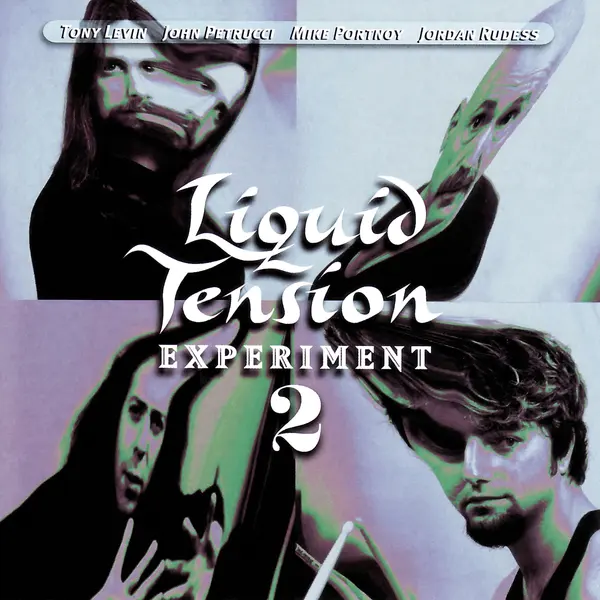 Tony Levin John Petrucci Mike Portnoy Jordan Rudess
Liquid
Tension
EXPERIMENT
2